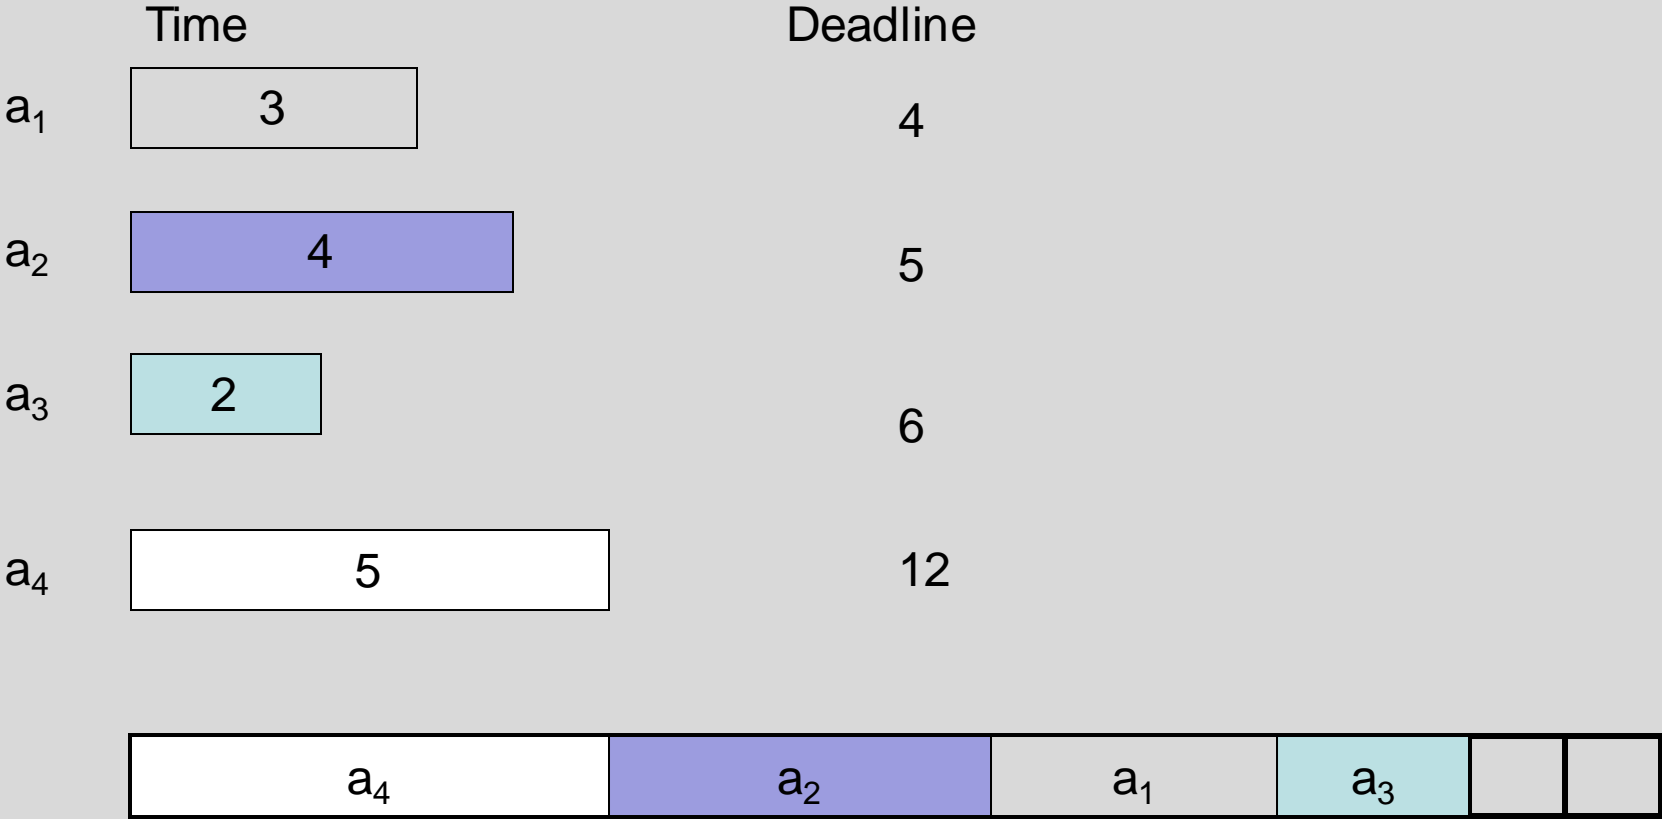 Time Deadline
a₁ 3 4
a₂ 4 5
a₃ 2 6
a₄ 5 12
a₄ a₂ a₁ a₃